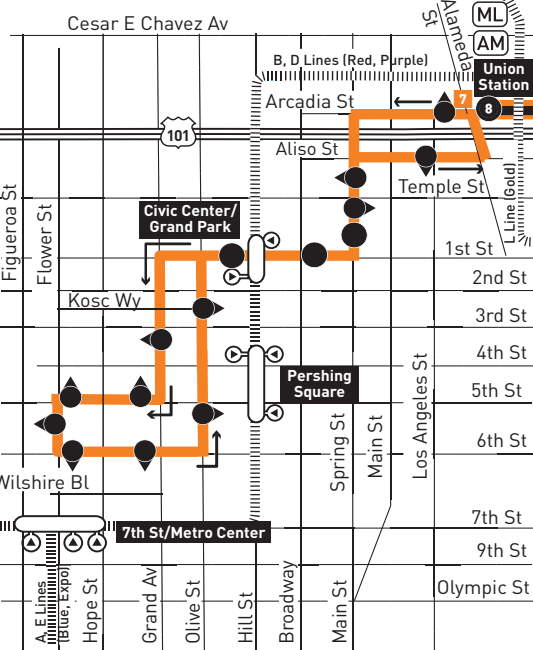 Cesar E Chavez Av
Alameda
St
ML
AM
B, D Lines (Red, Purple)
Union
Station
Arcadia St
7
8
101
Aliso St
Temple St
L Line (Gold)
Figueroa St
Flower St
Civic Center/
Grand Park
1st St
2nd St
Kosc Wy
3rd St
4th St
Pershing
Square
5th St
Spring St
Main St
Los Angeles St
6th St
Wilshire Bl
7th St
7th St/Metro Center
9th St
A, E Lines
(Blue, Expo)
Hope St
Grand Av
Olive St
Hill St
Broadway
Main St
Olympic St